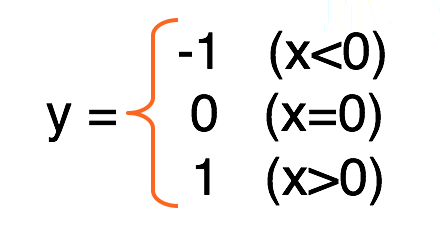 -1 (x<0)
y = 0 (x=0)
1 (x>0)